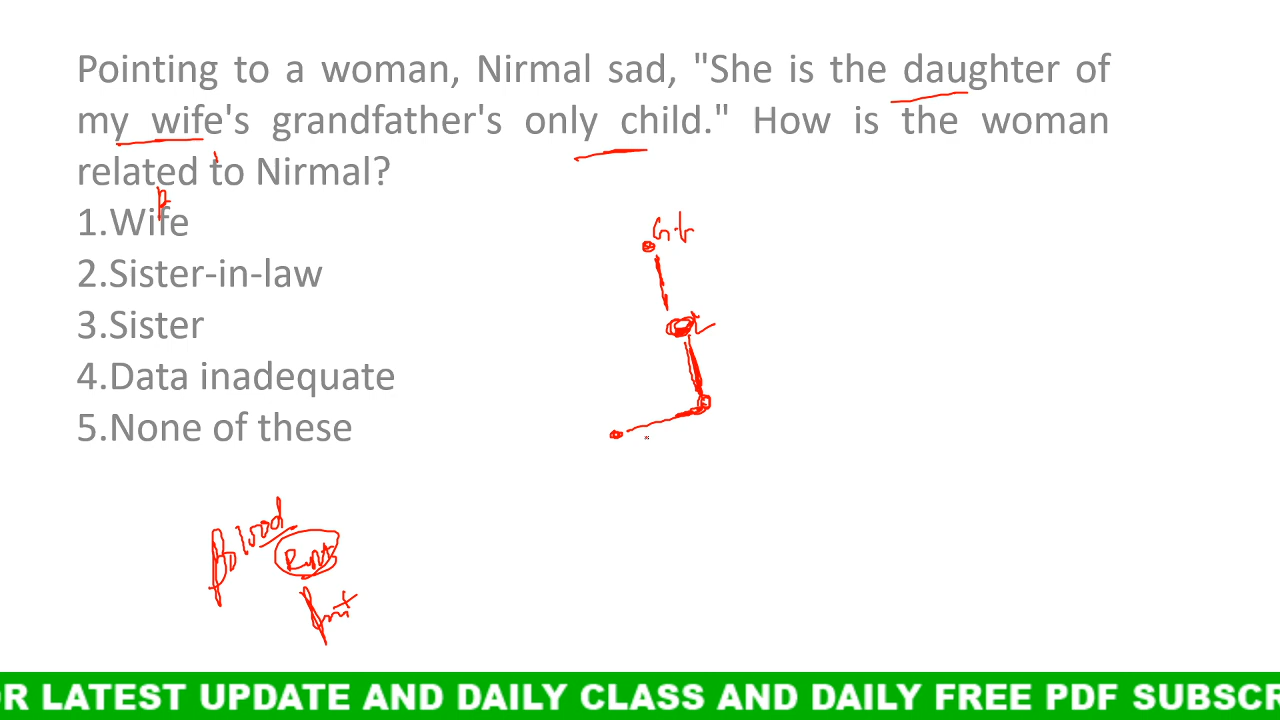 Pointing to a woman, Nirmal sad, "She is the daughter of
my wife's grandfather's only child." How is the woman
related to Nirmal?
1.Wife
2.Sister-in-law
3.Sister
4.Data inadequate
5.None of these
Blood
OR LATEST UPDATE AND DAILY CLASS AND DAILY FREE PDF SUBSCR